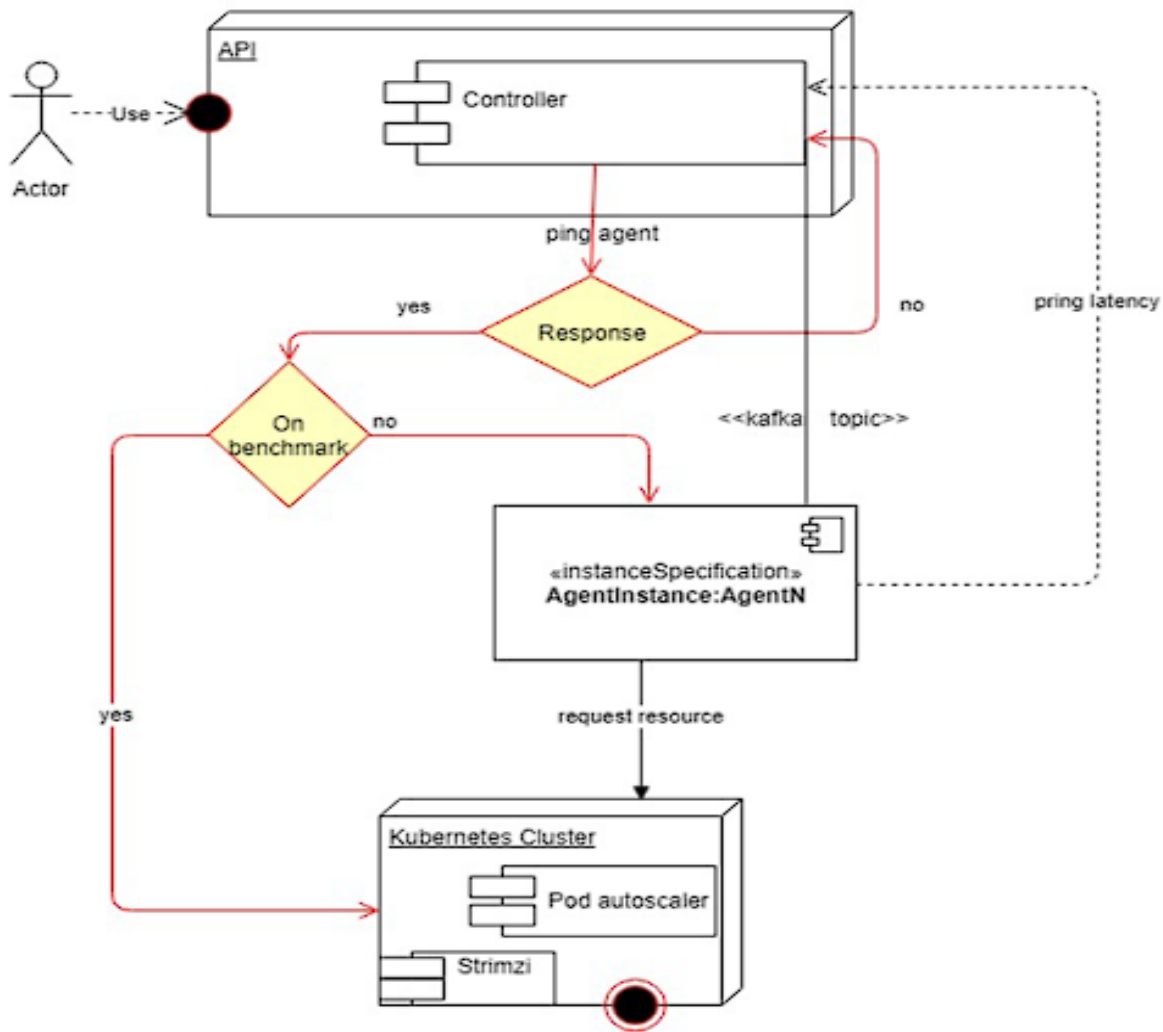 API
Controller
Use
Actor
ping agent
yes
Response
no
pring latency
On
benchmark
no
<<kafka topic>>
«instanceSpecification»
AgentInstance:AgentN
yes
request resource
Kubernetes Cluster
Pod autoscaler
Strimzi